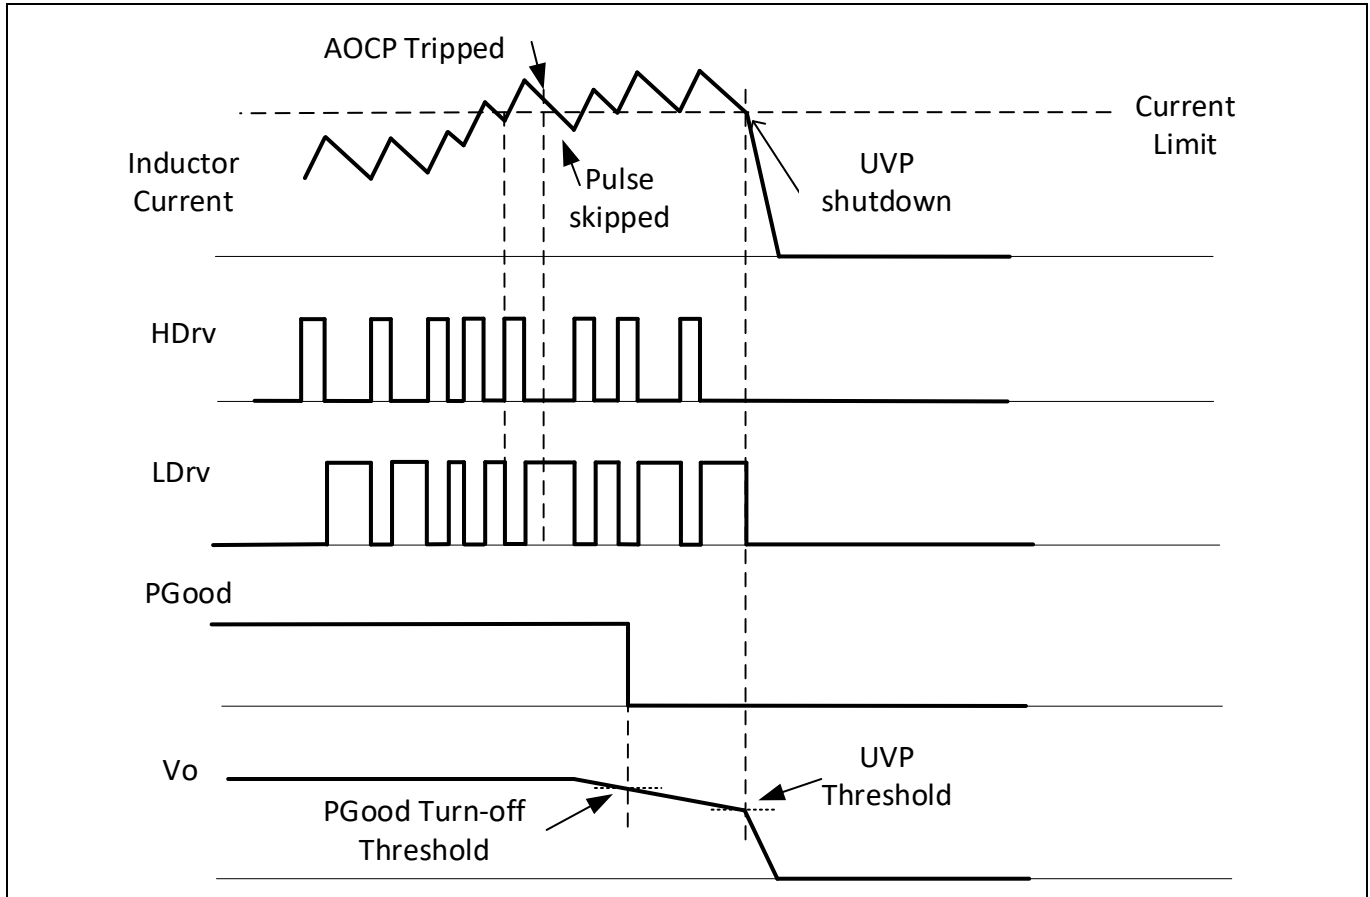 AOCP Tripped
Current
Limit
Inductor
Current
UVP
shutdown
Pulse
skipped
HDrv
LDrv
PGood
Vo
UVP
Threshold
PGood Turn-off
Threshold